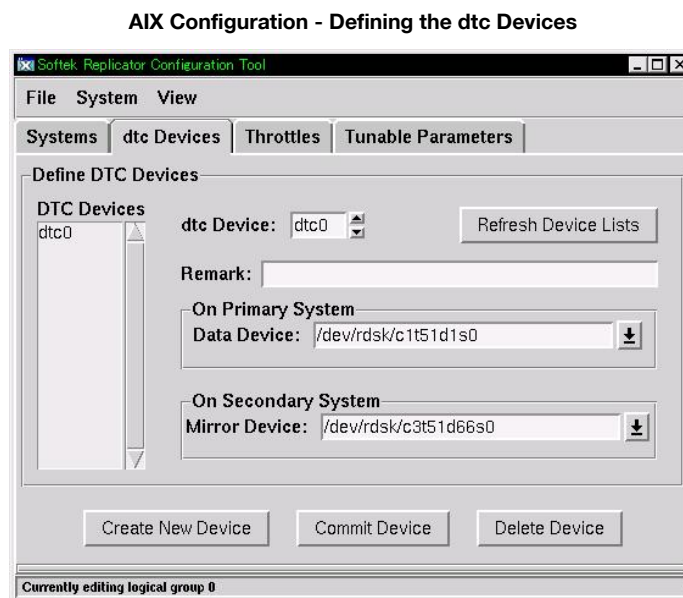 AIX Configuration - Defining the dtc Devices
Softek Replicator Configuration Tool
File System View
Systems dtc Devices Throttles Tunable Parameters
Define DTC Devices
DTC Devices
dtc0
dtc Device: dtc0
Refresh Device Lists
Remark:
On Primary System
Data Device: /dev/rdsk/c1t51d1s0
On Secondary System
Mirror Device: /dev/rdsk/c3t51d66s0
Create New Device Commit Device Delete Device
Currently editing logical group 0